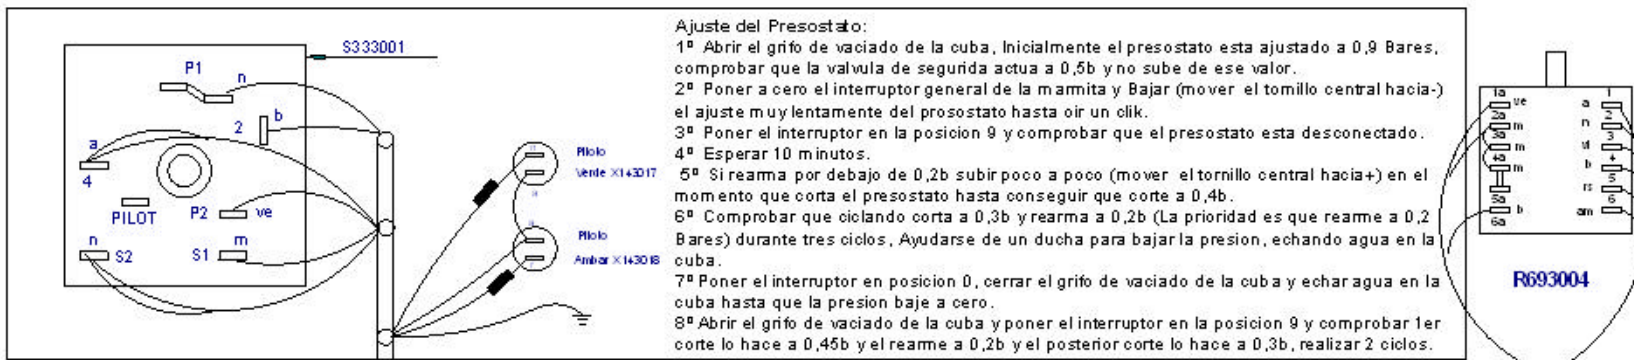 S333001
P1
n
b
2
a
4
PILOT
P2
ve
n
S2
S1
m
Piloto
Verde X143017
Piloto
Ambar X143018
Ajuste del Presostato:
1º Abrir el grifo de vaciado de la cuba, Inicialmente el presostato esta ajustado a 0,9 Bares,
comprobar que la valvula de segurida actua a 0,5b y no sube de ese valor.
2º Poner a cero el interruptor general de la marmita y Bajar (mover el tornillo central hacia-)
el ajuste muy lentamente del prosostato hasta oir un clik.
3º Poner el interruptor en la posicion 9 y comprobar que el presostato esta desconectado.
4º Esperar 10 minutos.
5º Si rearma por debajo de 0,2b subir poco a poco (mover el tornillo central hacia+) en el
momento que corta el presostato hasta conseguir que corte a 0,4b.
6º Comprobar que ciclando corta a 0,3b y rearma a 0,2b (La prioridad es que rearme a 0,2
Bares) durante tres ciclos, Ayudarse de un ducha para bajar la presion, echando agua en la
cuba.
7º Poner el interruptor en posicion 0, cerrar el grifo de vaciado de la cuba y echar agua en la
cuba hasta que la presion baje a cero.
8º Abrir el grifo de vaciado de la cuba y poner el interruptor en la posicion 9 y comprobar 1er
corte lo hace a 0,45b y el rearme a 0,2b y el posterior corte lo hace a 0,3b, realizar 2 ciclos.
1a ve a 1
2a m n 2
3a m vl 3
4a m b 4
5a rs 5
6a b am 6
R693004